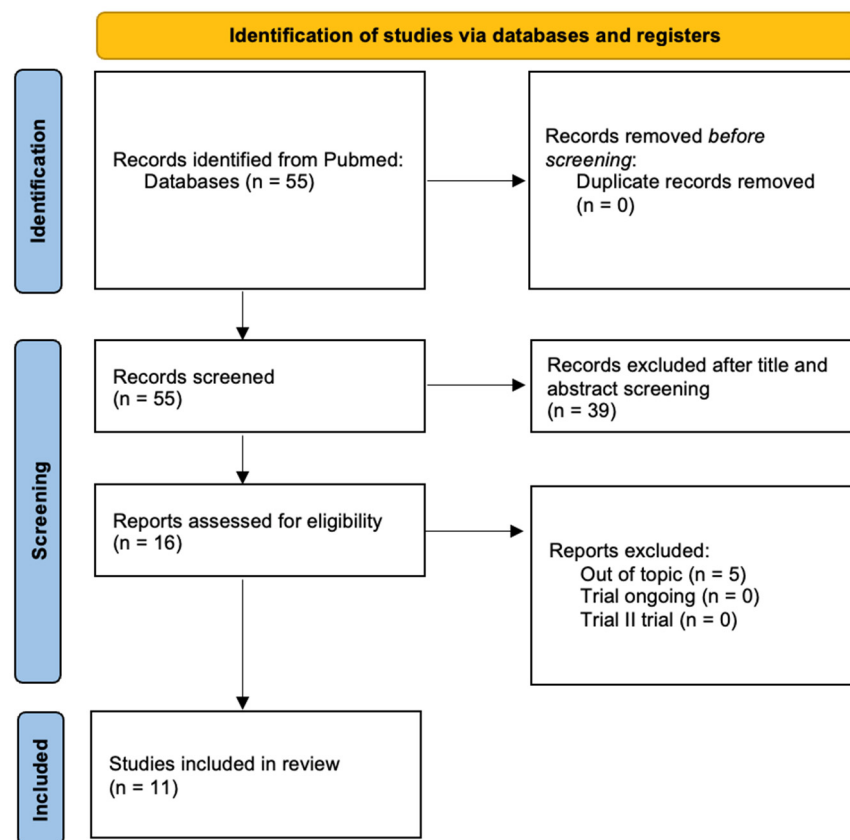 Identification of studies via databases and registers
Identification
Records identified from Pubmed:
Databases (n = 55)
Records removed before
screening:
Duplicate records removed
(n = 0)
Screening
Records screened
(n = 55)
Records excluded after title and
abstract screening
(n = 39)
Reports assessed for eligibility
(n = 16)
Reports excluded:
Out of topic (n = 5)
Trial ongoing (n = 0)
Trial II trial (n = 0)
Included
Studies included in review
(n = 11)